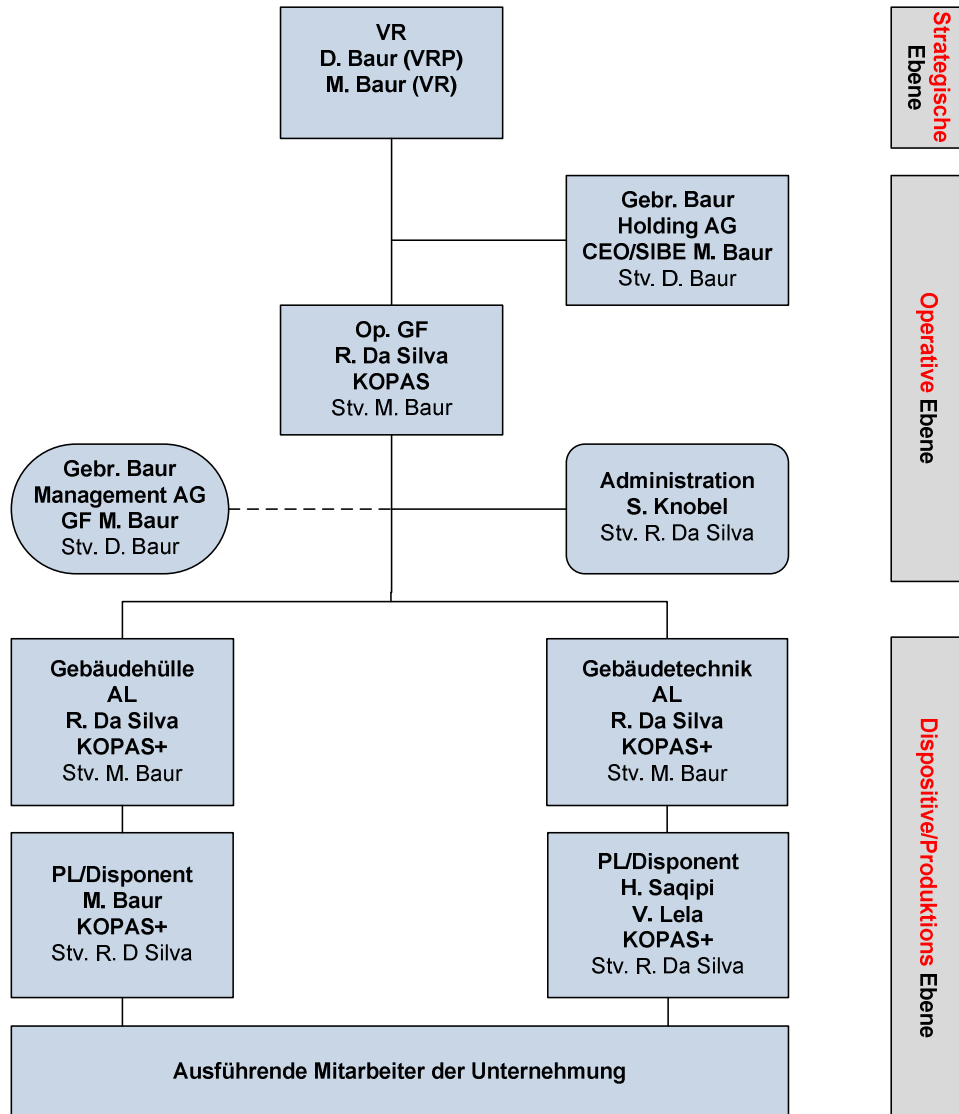 VR
D. Baur (VRP)
M. Baur (VR)
Strategische
Ebene
Gebr. Baur
Holding AG
CEO/SIBE M. Baur
Stv. D. Baur
Op. GF
R. Da Silva
KOPAS
Stv. M. Baur
Operative Ebene
Gebr. Baur
Management AG
GF M. Baur
Stv. D. Baur
Administration
S. Knobel
Stv. R. Da Silva
Gebäudehülle
AL
R. Da Silva
KOPAS+
Stv. M. Baur
Gebäudetechnik
AL
R. Da Silva
KOPAS+
Stv. M. Baur
Dispositive/Produktions Ebene
PL/Disponent
M. Baur
KOPAS+
Stv. R. D Silva
PL/Disponent
H. Saqipi
V. Lela
KOPAS+
Stv. R. Da Silva
Ausführende Mitarbeiter der Unternehmung